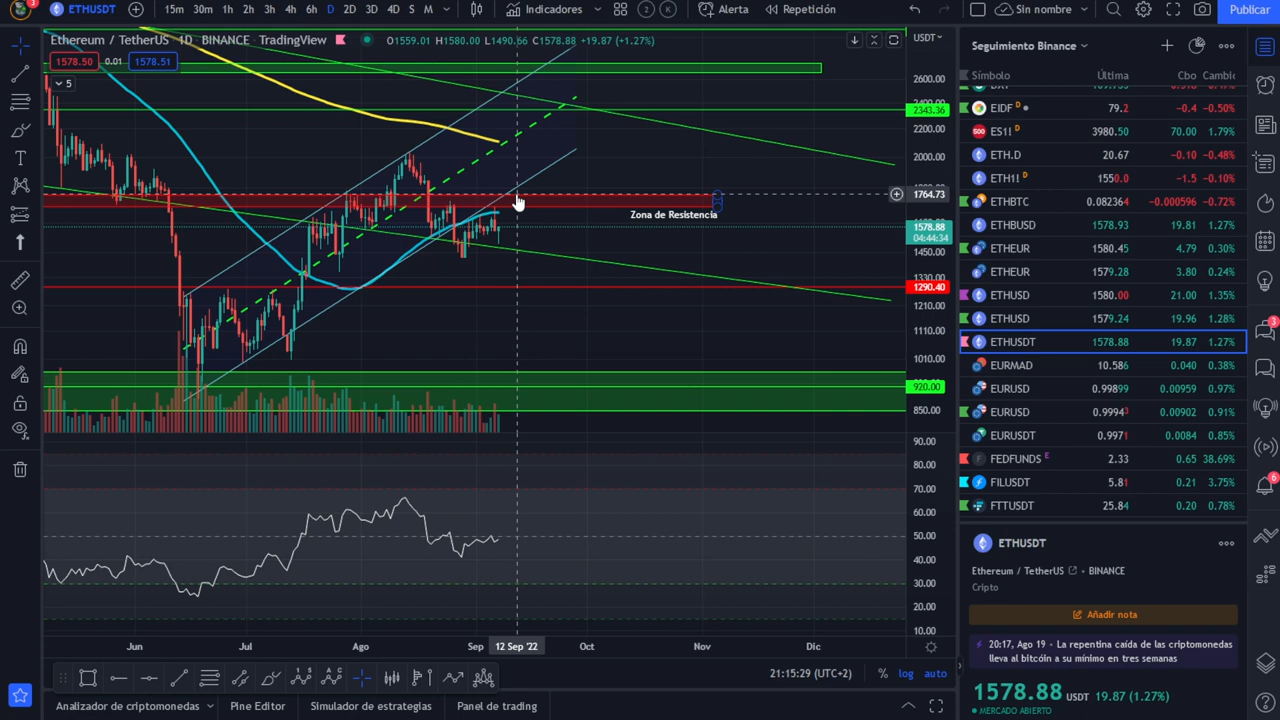 3 ETHUSDT 15m 30m 1h 2h 3h 4h 6h D 2D 3D 4D S M Indicadores 2 K Alerta Repetición Sin nombre Publicar
Ethereum / TetherUS 1D BINANCE TradingView O1559.01 H1580.00 L1490.66 C1578.88 +19.87 (+1.27%)
1578.50 0.01 1578.51
5
USDT
2600.00
2343.36
2200.00
2000.00
1764.73
Zona de Resistencia
1578.88
04:44:34
1450.00
1290.40
1210.00
1110.00
1010.00
920.00
850.00
90.00
80.00
70.00
60.00
50.00
40.00
30.00
20.00
10.00
Jun Jul Ago Sep 12 Sep '22 Oct Nov Dic
21:15:29 (UTC+2) % log auto
Analizador de criptomonedas Pine Editor Simulador de estrategias Panel de trading
Seguimiento Binance
Símbolo Última Cbo Cambic
EIDF D 79.2 -0.4 -0.50%
500 ES1! D 3980.50 70.00 1.79%
ETH.D 20.67 -0.10 -0.48%
ETH1! D 1550.0 -1.5 -0.10%
ETHBTC 0.082364 -0.000596 -0.72%
ETHBUSD 1578.93 19.81 1.27%
ETHEUR 1580.45 4.79 0.30%
ETHEUR 1579.28 3.80 0.24%
ETHUSD 1580.00 21.00 1.35%
ETHUSD 1579.24 19.96 1.28%
ETHUSDT 1578.88 19.87 1.27%
EURMAD 10.586 0.040 0.38%
EURUSD 0.99899 0.00959 0.97%
EURUSD 0.99943 0.00902 0.91%
EURUSDT 0.9971 0.0084 0.85%
FEDFUNDS E 2.33 0.65 38.69%
FILUSDT 5.81 0.21 3.75%
FTTUSDT 25.84 0.20 0.78%
ETHUSDT
Ethereum / TetherUS • BINANCE
Cripto
Añadir nota
20:17, Ago 19 • La repentina caída de las criptomonedas
lleva al bitcóin a su mínimo en tres semanas
1578.88 USDT 19.87 (1.27%)
MERCADO ABIERTO
3
6